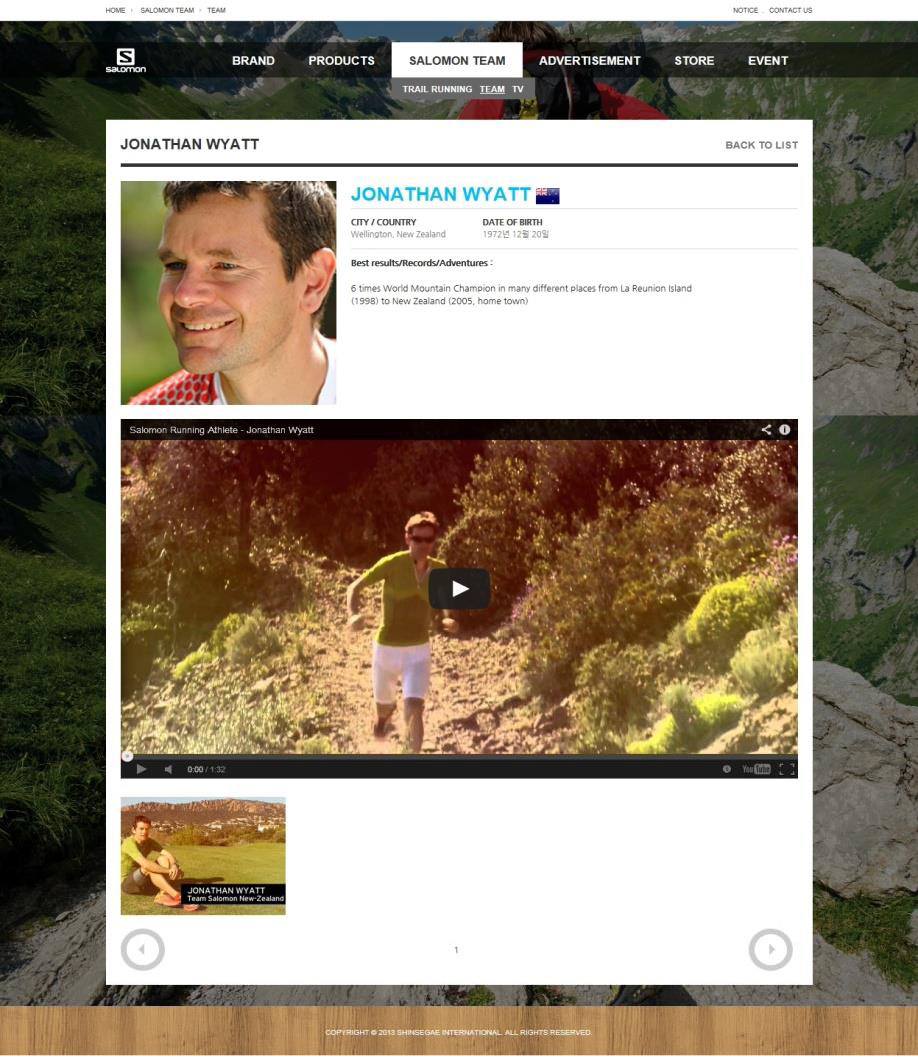 HOME › SALOMON TEAM › TEAM
NOTICE . CONTACT US
salomon
BRAND PRODUCTS SALOMON TEAM ADVERTISEMENT STORE EVENT
TRAIL RUNNING TEAM TV
JONATHAN WYATT
BACK TO LIST
JONATHAN WYATT
CITY / COUNTRY DATE OF BIRTH
Wellington, New Zealand 1972년 12월 20일
Best results/Records/Adventures :
6 times World Mountain Champion in many different places from La Reunion Island
(1998) to New Zealand (2005, home town)
Salomon Running Athlete - Jonathan Wyatt
0:00 / 1:32
YouTube
JONATHAN WYATT
Team Salomon New-Zealand
1
COPYRIGHT © 2013 SHINSEGAE INTERNATIONAL. ALL RIGHTS RESERVED.